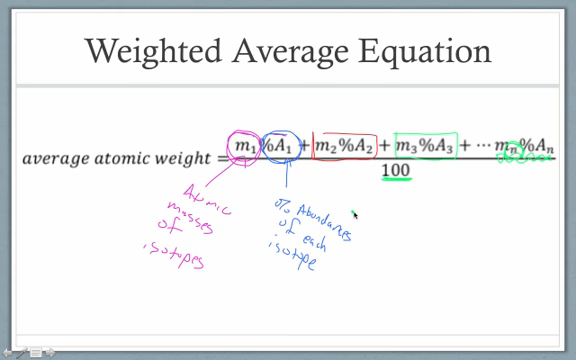 Weighted Average Equation
average atomic weight = (m₁%A₁ + m₂%A₂ + m₃%A₃ + ⋯ mₙ%Aₙ) / 100
Atomic
masses
of
isotopes
% Abundances
of each
isotope